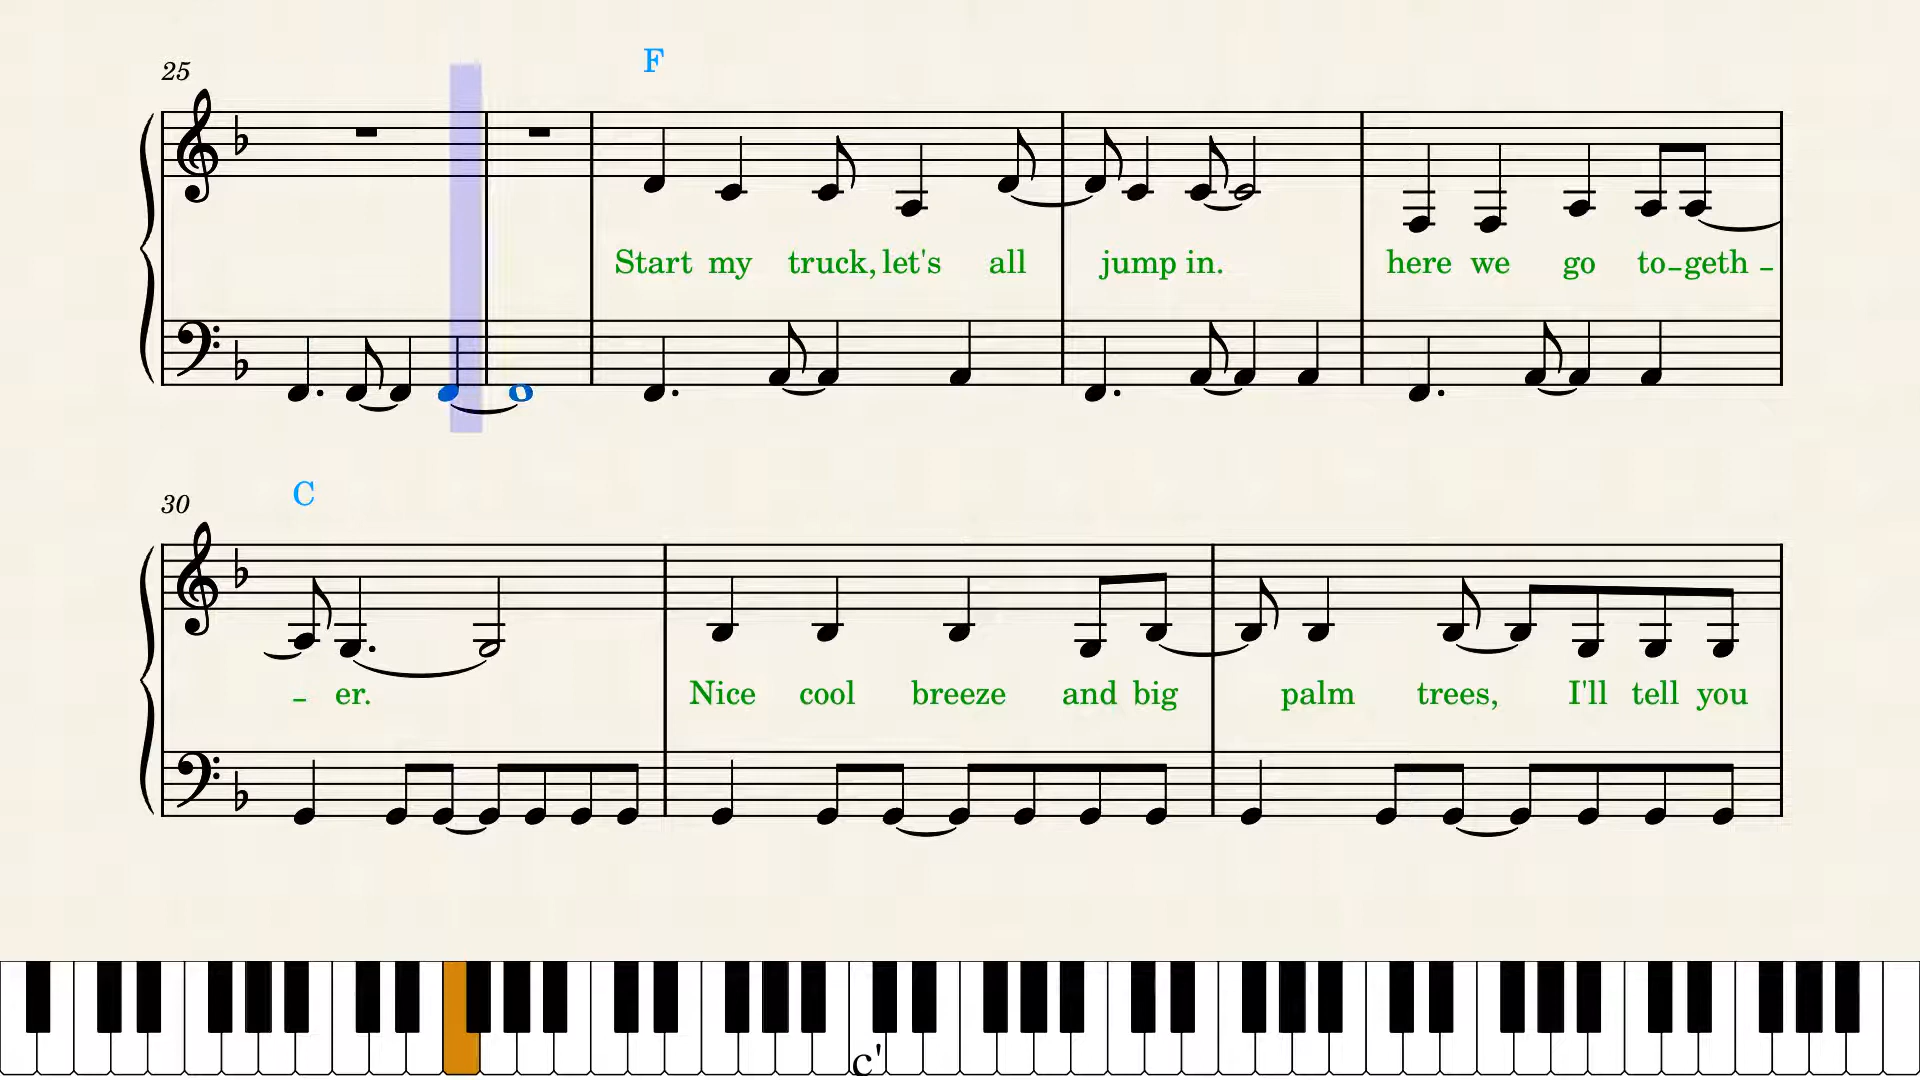 25
F
Start my truck, let's all jump in. here we go to-geth -
30
C
- er. Nice cool breeze and big palm trees, I'll tell you
c'